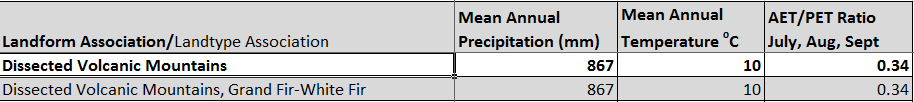 Landform Association/Landtype Association Mean Annual Precipitation (mm) Mean Annual Temperature °C AET/PET Ratio July, Aug, Sept
Dissected Volcanic Mountains 867 10 0.34
Dissected Volcanic Mountains, Grand Fir-White Fir 867 10 0.34